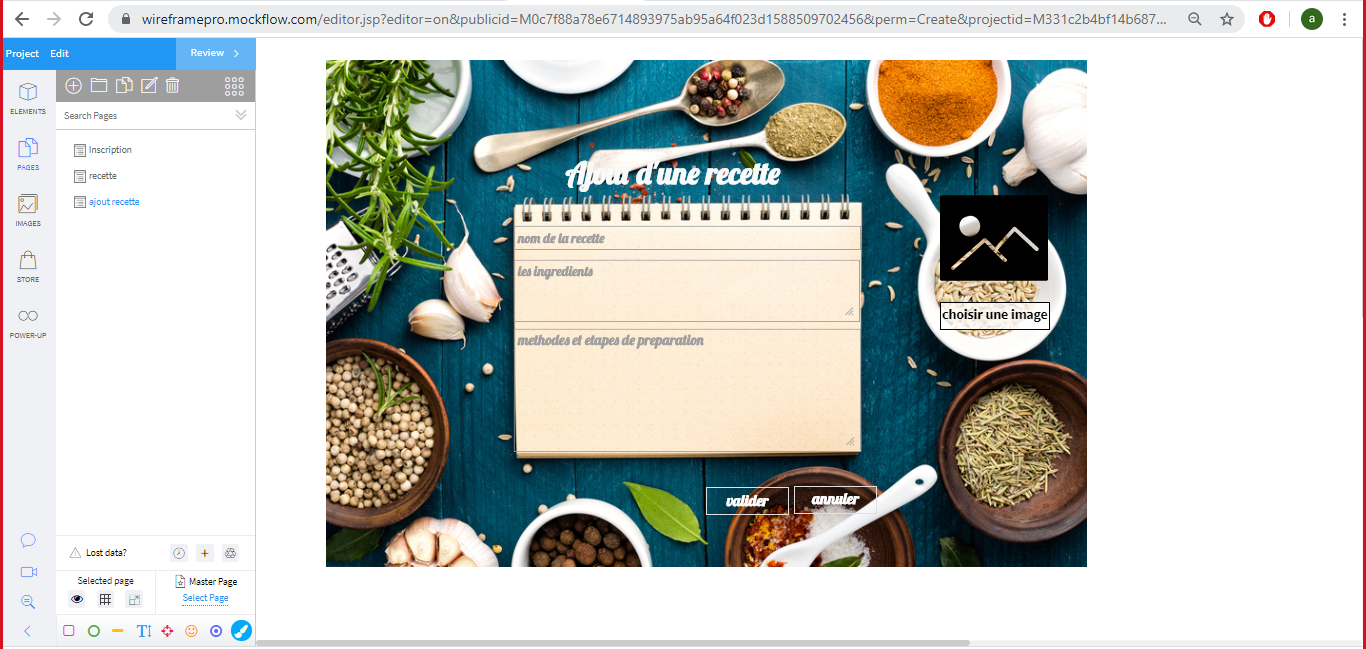 wireframepro.mockflow.com/editor.jsp?editor=on&publicid=M0c7f88a78e6714893975ab95a64f023d1588509702456&perm=Create&projectid=M331c2b4bf14b687...
a
Project Edit Review
ELEMENTS
Search Pages
Inscription
PAGES
recette
ajout recette
IMAGES
STORE
POWER-UP
Ajout d'une recette
nom de la recette
les ingredients
choisir une image
methodes et etapes de preparation
valider annuler
Lost data?
Selected page Master Page
Select Page